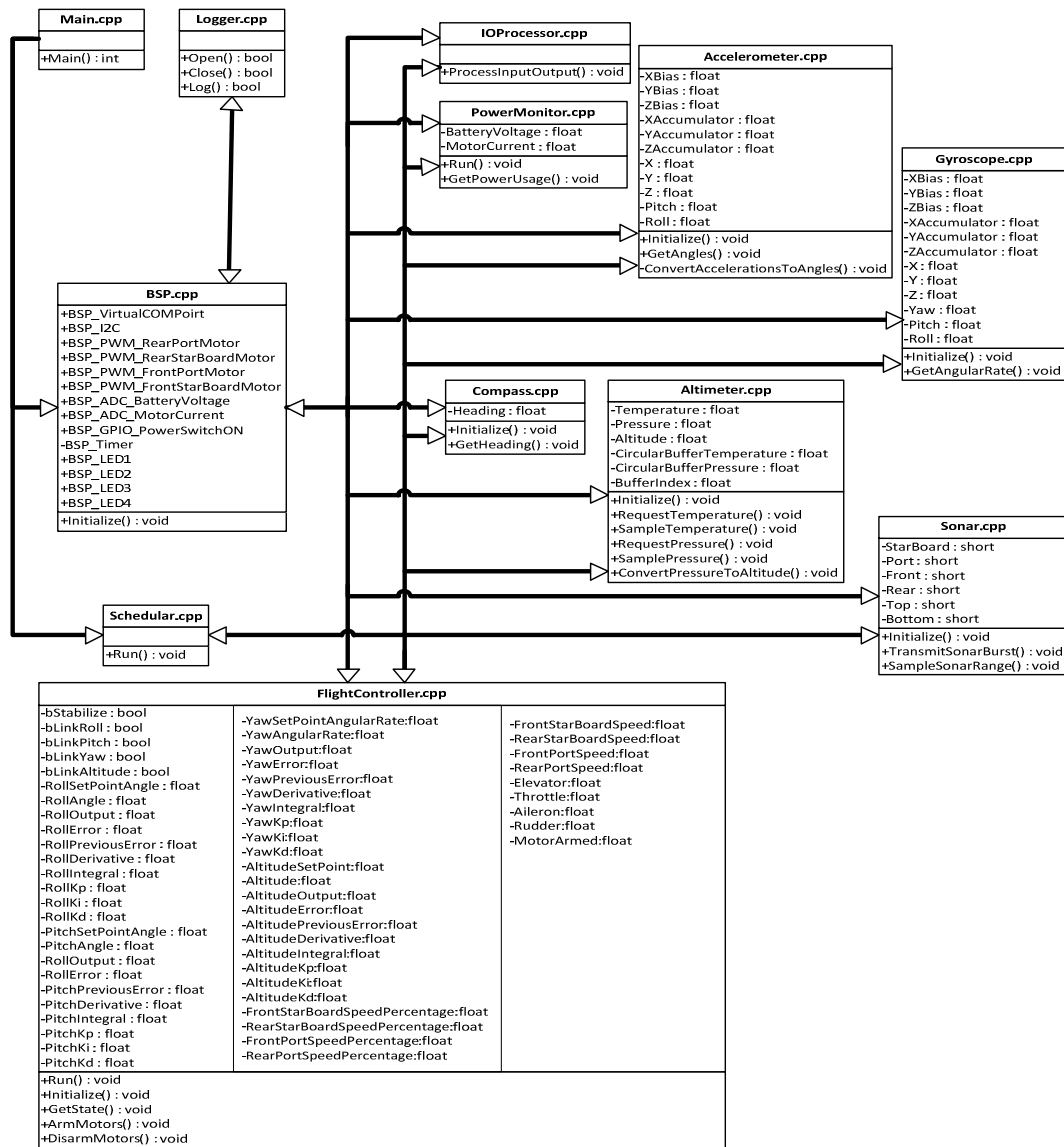 Main.cpp
+Main() : int
Logger.cpp
+Open() : bool
+Close() : bool
+Log() : bool
IOProcessor.cpp
+ProcessInputOutput() : void
PowerMonitor.cpp
-BatteryVoltage : float
-MotorCurrent : float
+Run() : void
+GetPowerUsage() : void
Accelerometer.cpp
-XBias : float
-YBias : float
-ZBias : float
-XAccumulator : float
-YAccumulator : float
-ZAccumulator : float
-X : float
-Y : float
-Z : float
-Pitch : float
-Roll : float
+Initialize() : void
+GetAngles() : void
-ConvertAccelerationsToAngles() : void
Gyroscope.cpp
-XBias : float
-YBias : float
-ZBias : float
-XAccumulator : float
-YAccumulator : float
-ZAccumulator : float
-X : float
-Y : float
-Z : float
-Yaw : float
-Pitch : float
-Roll : float
+Initialize() : void
+GetAngularRate() : void
BSP.cpp
+BSP_VirtualCOMPoirt
+BSP_I2C
+BSP_PWM_RearPortMotor
+BSP_PWM_RearStarBoardMotor
+BSP_PWM_FrontPortMotor
+BSP_PWM_FrontStarBoardMotor
+BSP_ADC_BatteryVoltage
+BSP_ADC_MotorCurrent
+BSP_GPIO_PowerSwitchON
-BSP_Timer
+BSP_LED1
+BSP_LED2
+BSP_LED3
+BSP_LED4
+Initialize() : void
Compass.cpp
-Heading : float
+Initialize() : void
+GetHeading() : void
Altimeter.cpp
-Temperature : float
-Pressure : float
-Altitude : float
-CircularBufferTemperature : float
-CircularBufferPressure : float
-BufferIndex : float
+Initialize() : void
+RequestTemperature() : void
+SampleTemperature() : void
+RequestPressure() : void
+SamplePressure() : void
+ConvertPressureToAltitude() : void
Sonar.cpp
-StarBoard : short
-Port : short
-Front : short
-Rear : short
-Top : short
-Bottom : short
+Initialize() : void
+TransmitSonarBurst() : void
+SampleSonarRange() : void
Schedular.cpp
+Run() : void
FlightController.cpp
-bStabilize : bool
-bLinkRoll : bool
-bLinkPitch : bool
-bLinkYaw : bool
-bLinkAltitude : bool
-RollSetPointAngle : float
-RollAngle : float
-RollOutput : float
-RollError : float
-RollPreviousError : float
-RollDerivative : float
-RollIntegral : float
-RollKp : float
-RollKi : float
-RollKd : float
-PitchSetPointAngle : float
-PitchAngle : float
-RollOutput : float
-RollError : float
-PitchPreviousError : float
-PitchDerivative : float
-PitchIntegral : float
-PitchKp : float
-PitchKi : float
-PitchKd : float
-YawSetPointAngularRate:float
-YawAngularRate:float
-YawOutput:float
-YawError:float
-YawPreviousError:float
-YawDerivative:float
-YawIntegral:float
-YawKp:float
-YawKi:float
-YawKd:float
-AltitudeSetPoint:float
-Altitude:float
-AltitudeOutput:float
-AltitudeError:float
-AltitudePreviousError:float
-AltitudeDerivative:float
-AltitudeIntegral:float
-AltitudeKp:float
-AltitudeKi:float
-AltitudeKd:float
-FrontStarBoardSpeedPercentage:float
-RearStarBoardSpeedPercentage:float
-FrontPortSpeedPercentage:float
-RearPortSpeedPercentage:float
-FrontStarBoardSpeed:float
-RearStarBoardSpeed:float
-FrontPortSpeed:float
-RearPortSpeed:float
-Elevator:float
-Throttle:float
-Aileron:float
-Rudder:float
-MotorArmed:float
+Run() : void
+Initialize() : void
+GetState() : void
+ArmMotors() : void
+DisarmMotors() : void